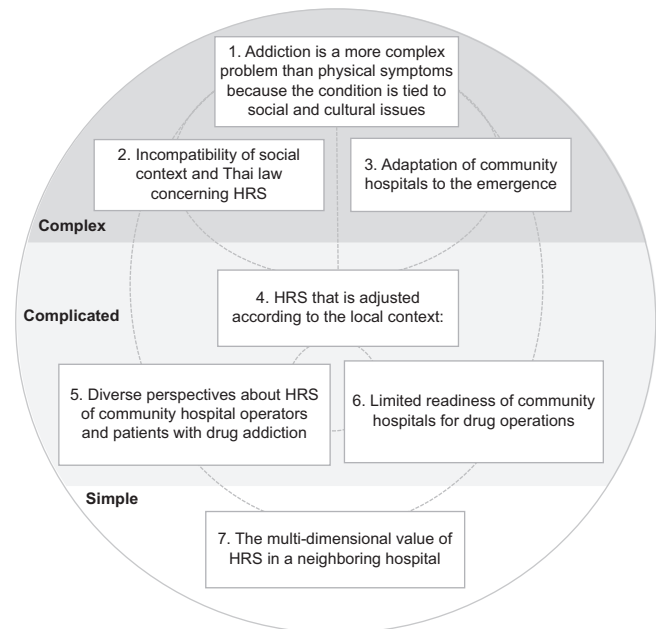 1. Addiction is a more complex
problem than physical symptoms
because the condition is tied to
social and cultural issues
2. Incompatibility of social
context and Thai law
concerning HRS
3. Adaptation of community
hospitals to the emergence
Complex
4. HRS that is adjusted
according to the local context:
Complicated
5. Diverse perspectives about HRS
of community hospital operators
and patients with drug addiction
6. Limited readiness of community
hospitals for drug operations
Simple
7. The multi-dimensional value of
HRS in a neighboring hospital